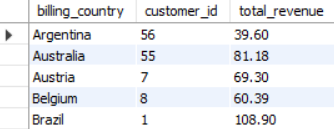 billing_country customer_id total_revenue
Argentina 56 39.60
Australia 55 81.18
Austria 7 69.30
Belgium 8 60.39
Brazil 1 108.90